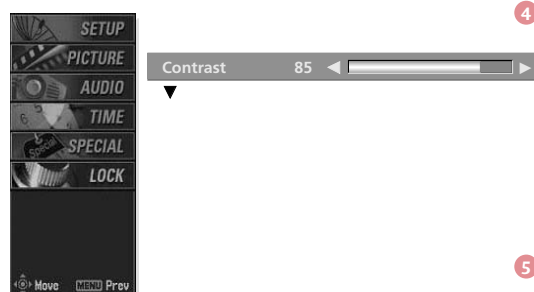 SETUP
PICTURE
AUDIO
TIME
SPECIAL
LOCK
Move MENU Prev
Contrast 85
4
5